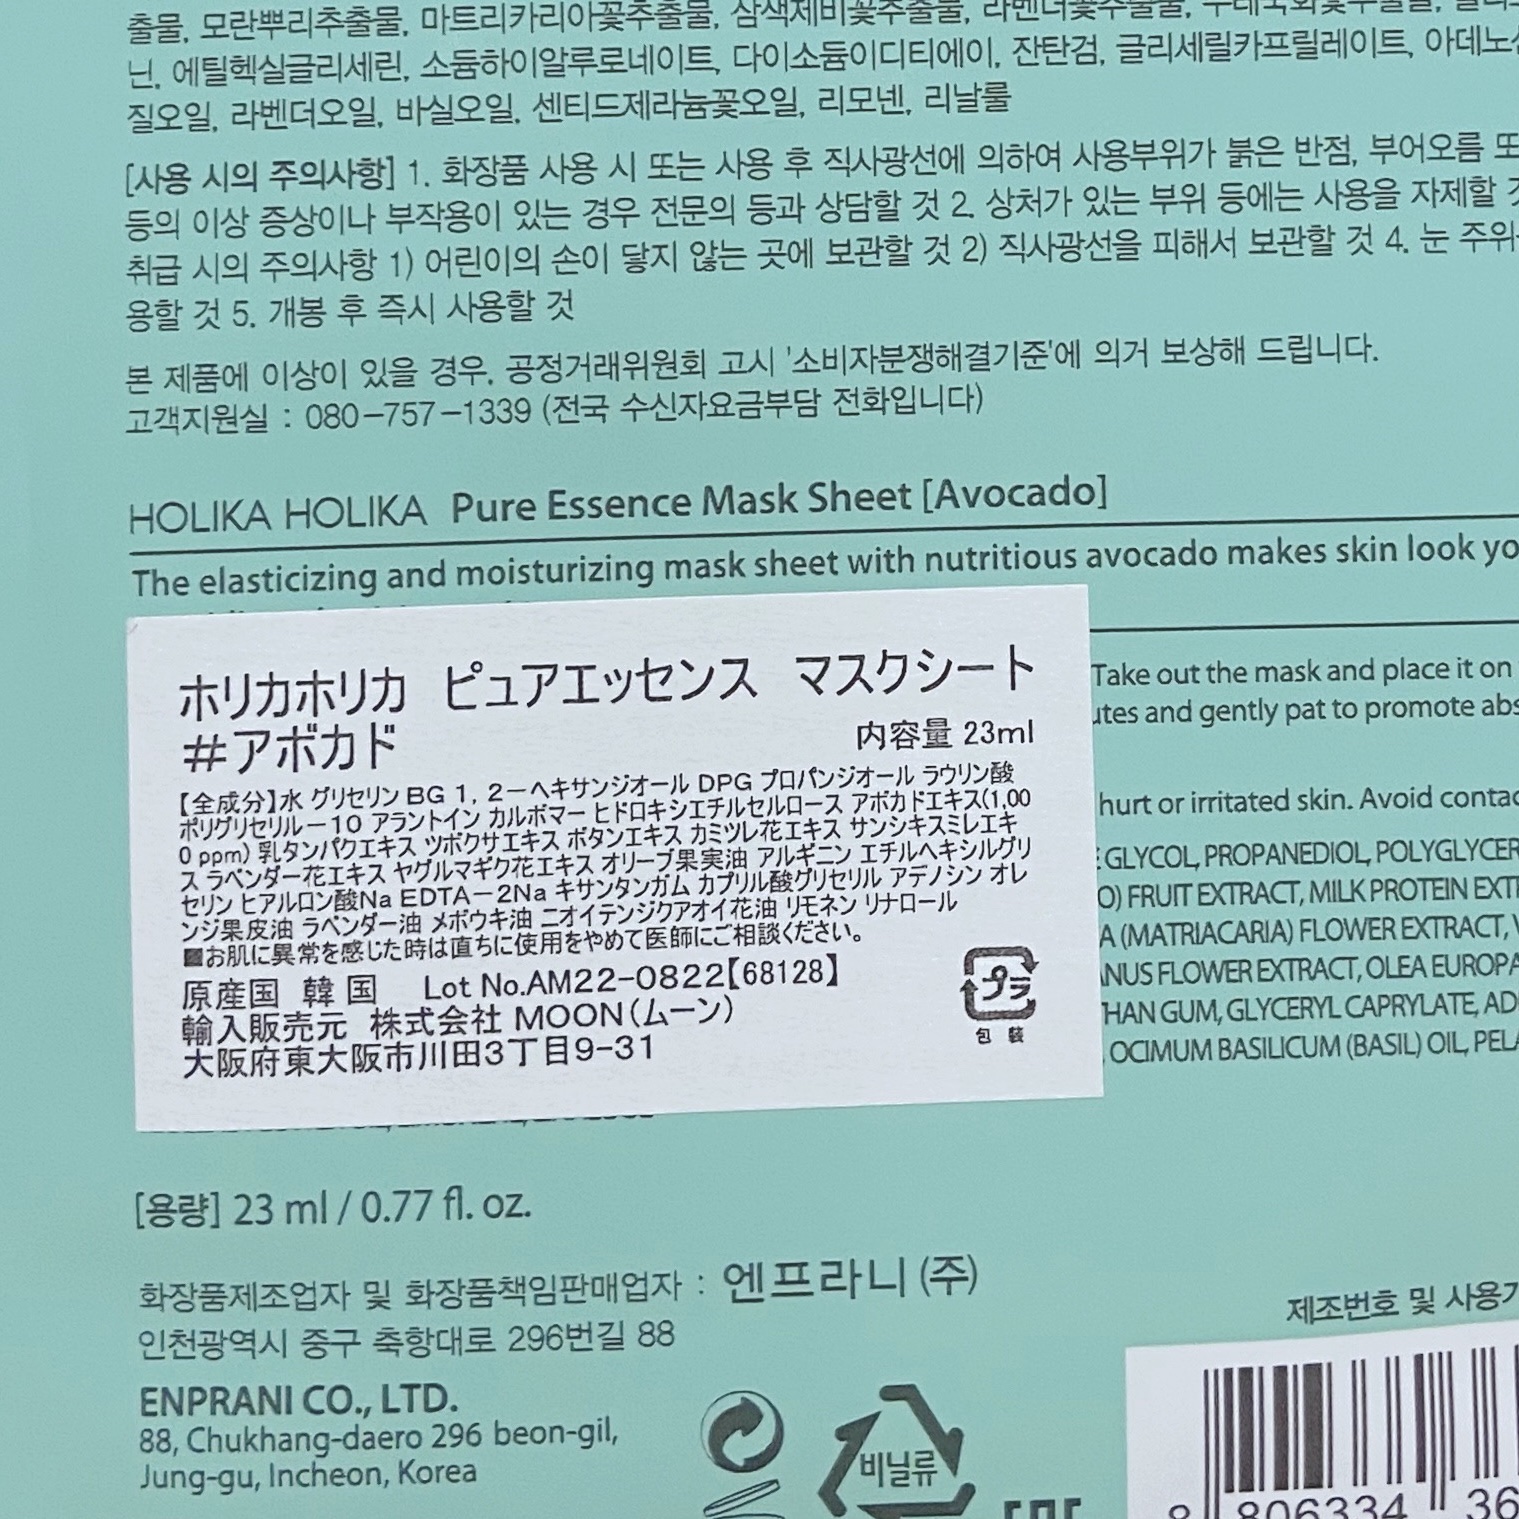 출물, 모란뿌리추출물, 마트리카리아꽃추출물, 삼색제비꽃추출물, 라벤더꽃추출물,
닌, 에틸헥실글리세린, 소듐하이알루로네이트, 다이소듐이디티에이, 잔탄검, 글리세릴카프릴레이트, 아데노
질오일, 라벤더오일, 바실오일, 센티드제라늄꽃오일, 리모넨, 리날룰
[사용 시의 주의사항] 1. 화장품 사용 시 또는 사용 후 직사광선에 의하여 사용부위가 붉은 반점, 부어오름 또
등의 이상 증상이나 부작용이 있는 경우 전문의 등과 상담할 것 2. 상처가 있는 부위 등에는 사용을 자제할
취급 시의 주의사항 1) 어린이의 손이 닿지 않는 곳에 보관할 것 2) 직사광선을 피해서 보관할 것 4. 눈 주위
용할 것 5. 개봉 후 즉시 사용할 것
본 제품에 이상이 있을 경우, 공정거래위원회 고시 '소비자분쟁해결기준'에 의거 보상해 드립니다.
고객지원실 : 080-757-1339 (전국 수신자요금부담 전화입니다)
HOLIKA HOLIKA Pure Essence Mask Sheet [Avocado]
The elasticizing and moisturizing mask sheet with nutritious avocado makes skin look yo
ホリカホリカ ピュアエッセンス マスクシート
#アボカド 内容量 23ml
【全成分】水 グリセリン BG 1, 2-ヘキサンジオール DPG プロパンジオール ラウリン酸
ポリグリセリル-10 アラントイン カルボマー ヒドロキシエチルセルロース アボカドエキス(1,00
0 ppm) 乳タンパクエキス ツボクサエキス ボタンエキス カミツレ花エキス サンシキスミレエキ
ス ラベンダー花エキス ヤグルマギク花エキス オリーブ果実油 アルギニン エチルヘキシルグリ
セリン ヒアルロン酸Na EDTA-2Na キサンタンガム カプリル酸グリセリル アデノシン オレ
ンジ果皮油 ラベンダー油 メボウキ油 ニオイテンジクアオイ花油 リモネン リナロール
■お肌に異常を感じた時は直ちに使用をやめて医師にご相談ください。
原産国 韓国 Lot No.AM22-0822【68128】
輸入販売元 株式会社 MOON(ムーン)
大阪府東大阪市川田3丁目9-31
プラ
包装
Take out the mask and place it on
utes and gently pat to promote abs
hurt or irritated skin. Avoid contac
GLYCOL, PROPANEDIOL, POLYGLYCER
O) FRUIT EXTRACT, MILK PROTEIN EXT
A (MATRIACARIA) FLOWER EXTRACT,
NUS FLOWER EXTRACT, OLEA EUROPA
THAN GUM, GLYCERYL CAPRYLATE, AD
, OCIMUM BASILICUM (BASIL) OIL, PELA
[용량] 23 ml / 0.77 fl. oz.
화장품제조업자 및 화장품책임판매업자 : 엔프라니 (주)
인천광역시 중구 축항대로 296번길 88
ENPRANI CO., LTD.
88, Chukhang-daero 296 beon-gil,
Jung-gu, Incheon, Korea
비닐류
제조번호 및 사용기
8 806334 36